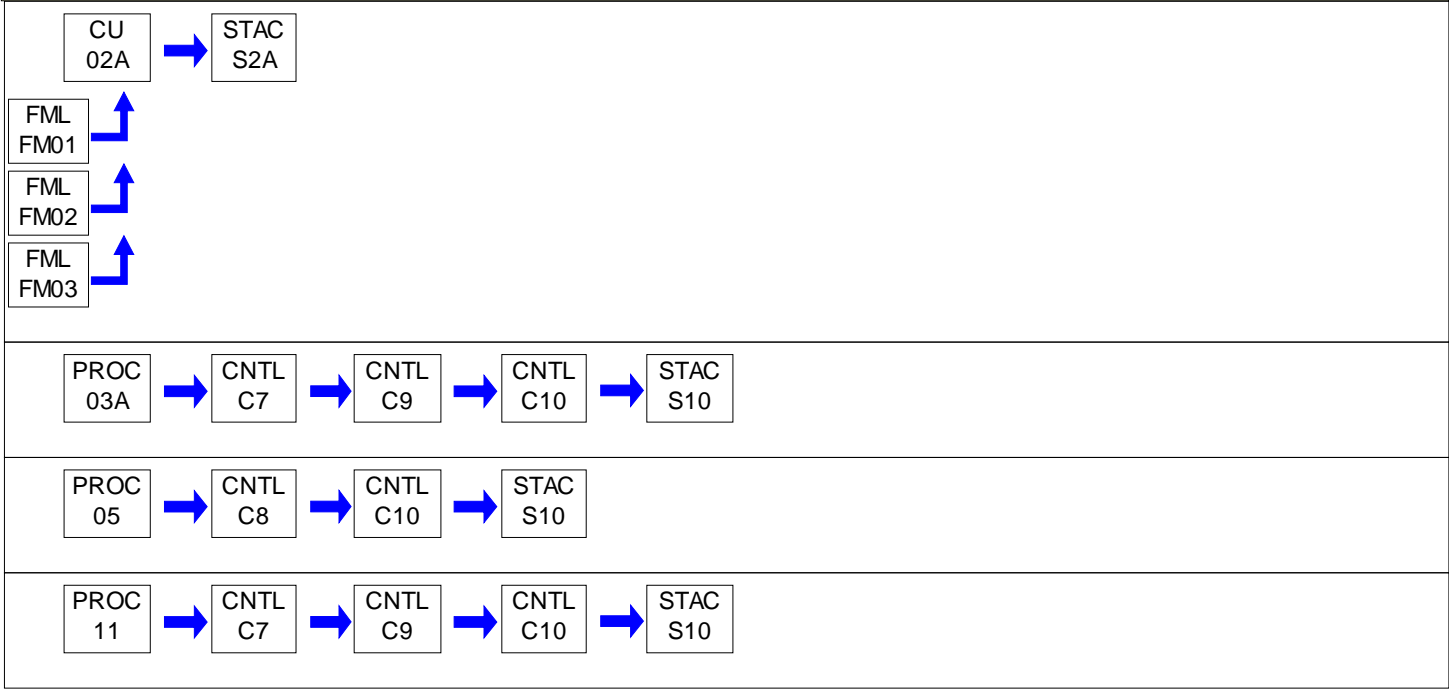 CU
02A
STAC
S2A
FML
FM01
FML
FM02
FML
FM03
PROC
03A
CNTL
C7
CNTL
C9
CNTL
C10
STAC
S10
PROC
05
CNTL
C8
CNTL
C10
STAC
S10
PROC
11
CNTL
C7
CNTL
C9
CNTL
C10
STAC
S10